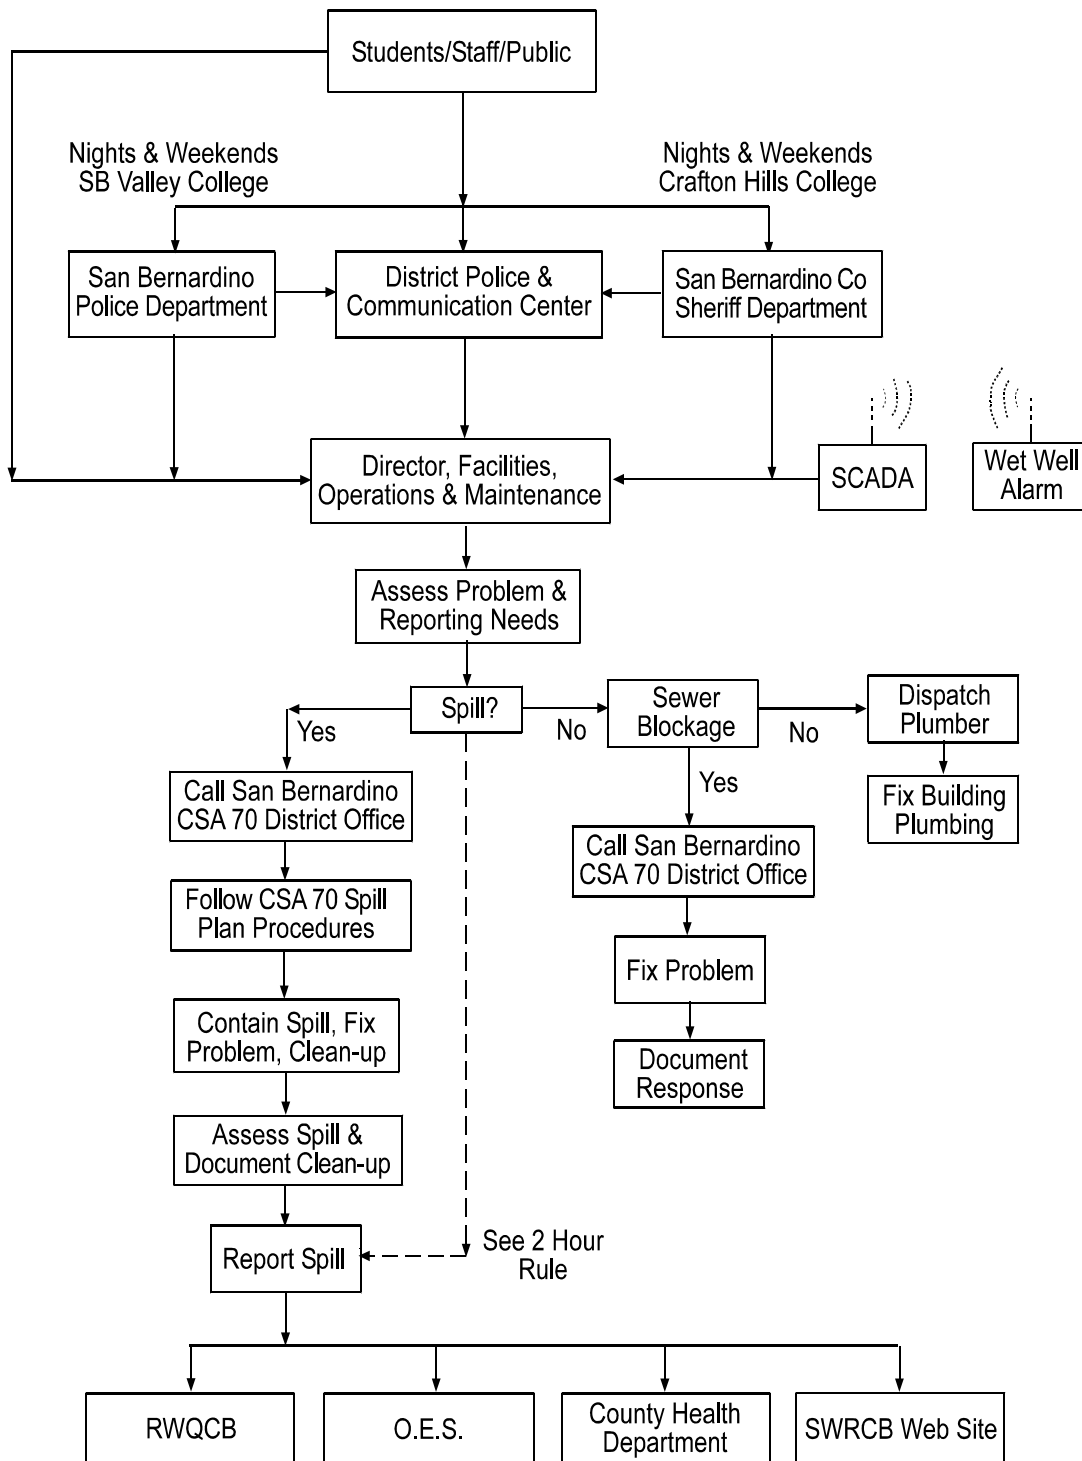 Students/Staff/Public
Nights & Weekends
SB Valley College
Nights & Weekends
Crafton Hills College
San Bernardino
Police Department
District Police &
Communication Center
San Bernardino Co
Sheriff Department
Director, Facilities,
Operations & Maintenance
SCADA
Wet Well
Alarm
Assess Problem &
Reporting Needs
Spill?
Yes
No
Sewer
Blockage
No
Yes
Dispatch
Plumber
Fix Building
Plumbing
Call San Bernardino
CSA 70 District Office
Call San Bernardino
CSA 70 District Office
Follow CSA 70 Spill
Plan Procedures
Fix Problem
Contain Spill, Fix
Problem, Clean-up
Document
Response
Assess Spill &
Document Clean-up
Report Spill
See 2 Hour
Rule
RWQCB
O.E.S.
County Health
Department
SWRCB Web Site